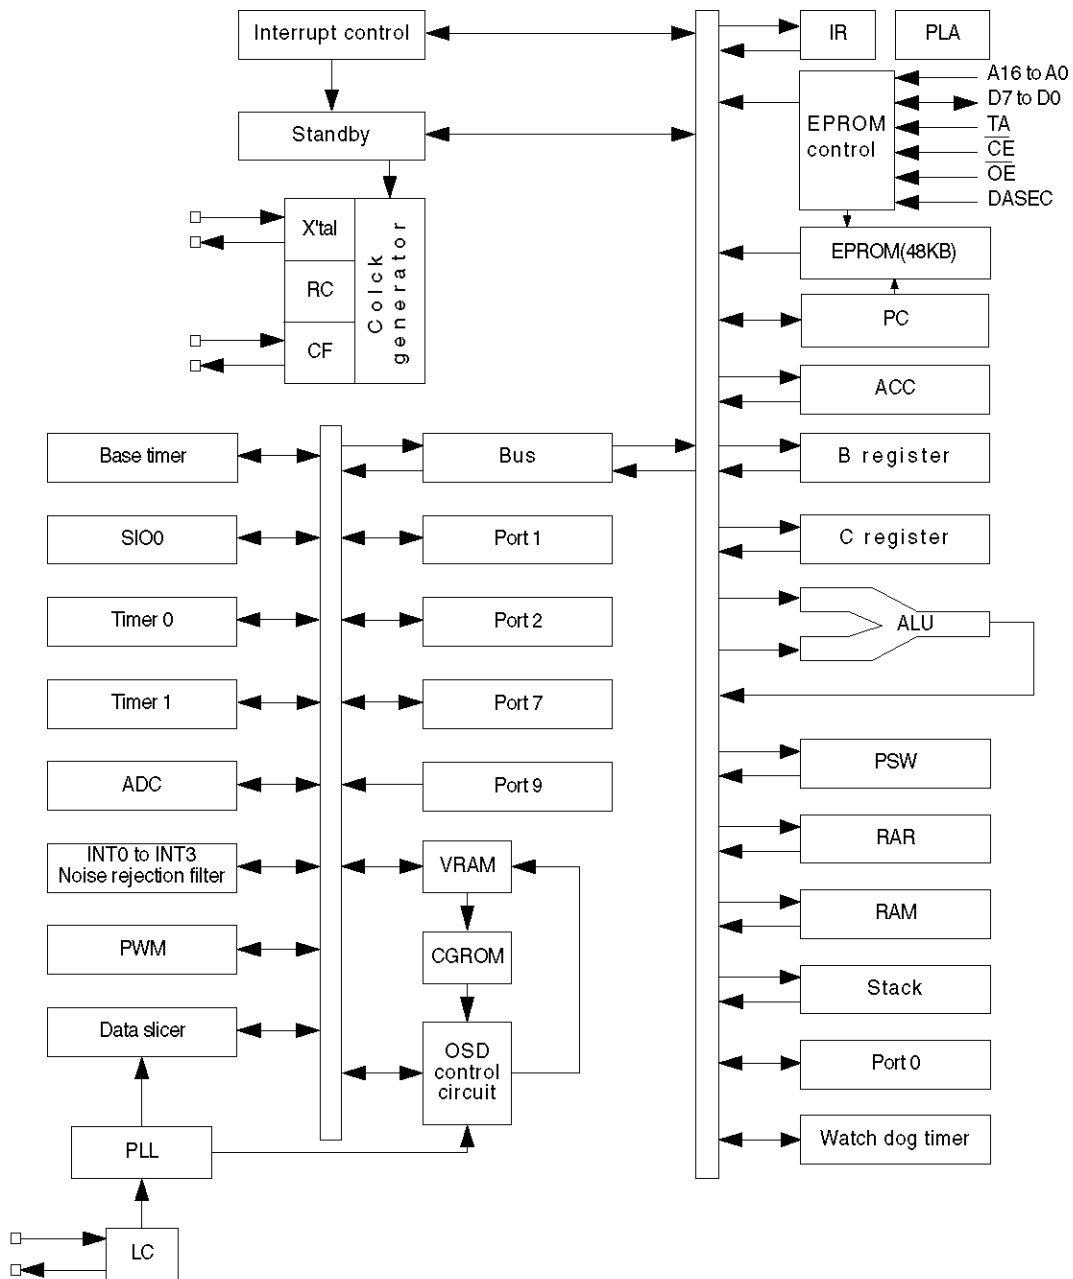 Interrupt control
IR
PLA
A16 to A0
D7 to D0
TA
CE
OE
DASEC
EPROM
control
Standby
X'tal
RC
CF
Colck
generator
EPROM(48KB)
PC
ACC
Base timer
Bus
B register
SIO0
Port 1
C register
Timer 0
Port 2
ALU
Timer 1
Port 7
PSW
ADC
Port 9
RAR
INT0 to INT3
Noise rejection filter
VRAM
RAM
PWM
CGROM
Stack
Data slicer
OSD
control
circuit
Port 0
PLL
Watch dog timer
LC